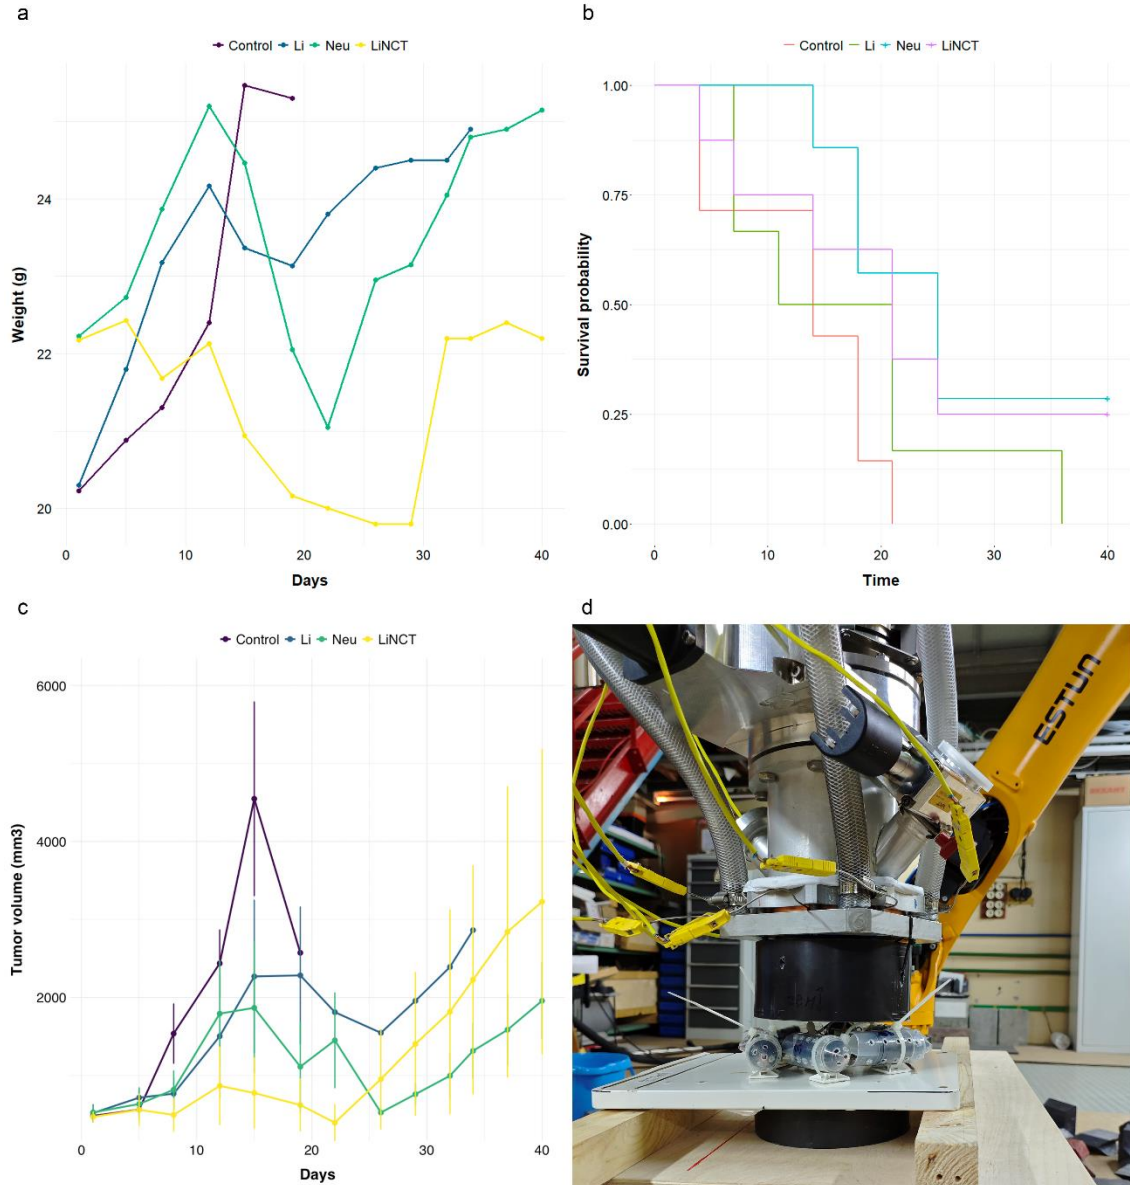 a
Control Li Neu LiNCT
24
22
20
Weight (g)
0 10 20 30 40
Days
b
Control Li Neu LiNCT
1.00
0.75
0.50
0.25
0.00
Survival probability
0 10 20 30 40
Time
c
Control Li Neu LiNCT
6000
4000
2000
Tumor volume (mm3)
0 10 20 30 40
Days
d
ESTUN